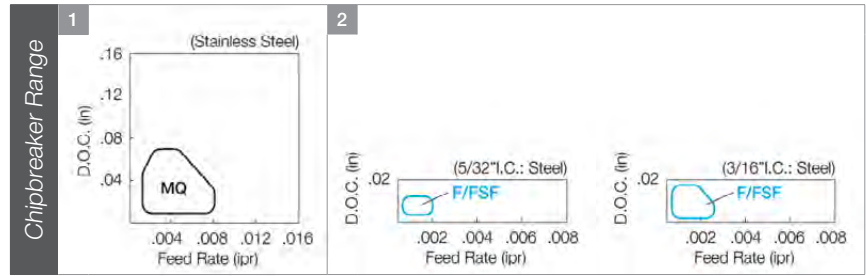 Chipbreaker Range
1
(Stainless Steel)
.16
.12
.08
.04
D.O.C. (in)
MQ
.004 .008 .012 .016
Feed Rate (ipr)
2
(5/32"I.C.: Steel)
.02
D.O.C. (in)
F/FSF
.002 .004 .006 .008
Feed Rate (ipr)
(3/16"I.C.: Steel)
.02
D.O.C. (in)
F/FSF
.002 .004 .006 .008
Feed Rate (ipr)